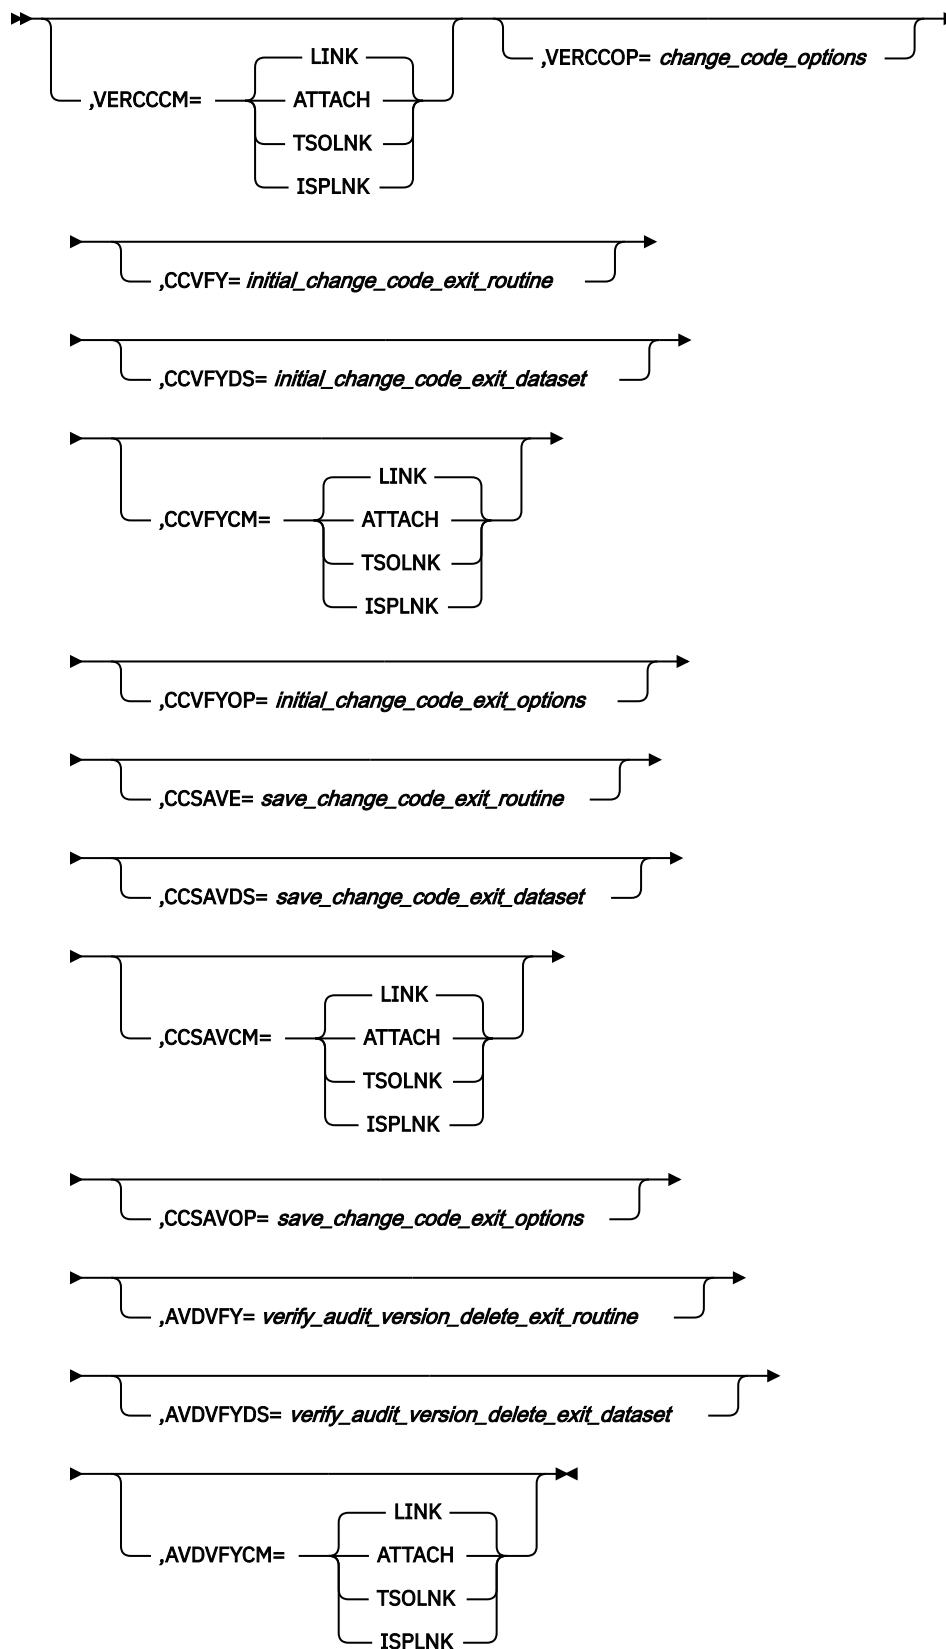 LINK
,VERCCOP= change_code_options
,VERCCCM=
ATTACH
TSOLNK
ISPLNK
,CCVFY= initial_change_code_exit_routine
,CCVFYDS= initial_change_code_exit_dataset
LINK
,CCVFYCM=
ATTACH
TSOLNK
ISPLNK
,CCVFYOP= initial_change_code_exit_options
,CCSAVE= save_change_code_exit_routine
,CCSAVDS= save_change_code_exit_dataset
LINK
,CCSAVCM=
ATTACH
TSOLNK
ISPLNK
,CCSAVOP= save_change_code_exit_options
,AVDVFY= verify_audit_version_delete_exit_routine
,AVDVFYDS= verify_audit_version_delete_exit_dataset
LINK
,AVDVFYCM=
ATTACH
TSOLNK
ISPLNK